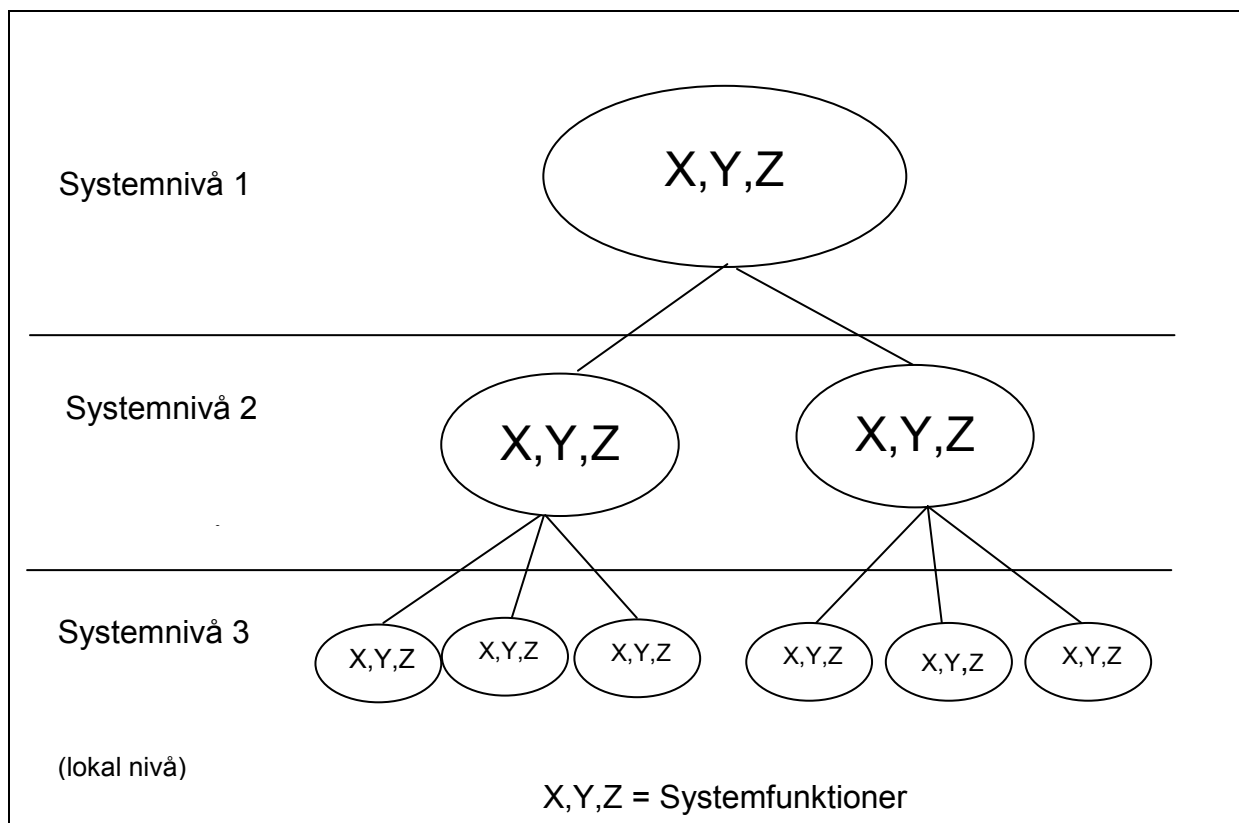 Systemnivå 1
X,Y,Z
Systemnivå 2
X,Y,Z
X,Y,Z
Systemnivå 3
X,Y,Z
X,Y,Z
X,Y,Z
X,Y,Z
X,Y,Z
X,Y,Z
(lokal nivå)
X,Y,Z = Systemfunktioner